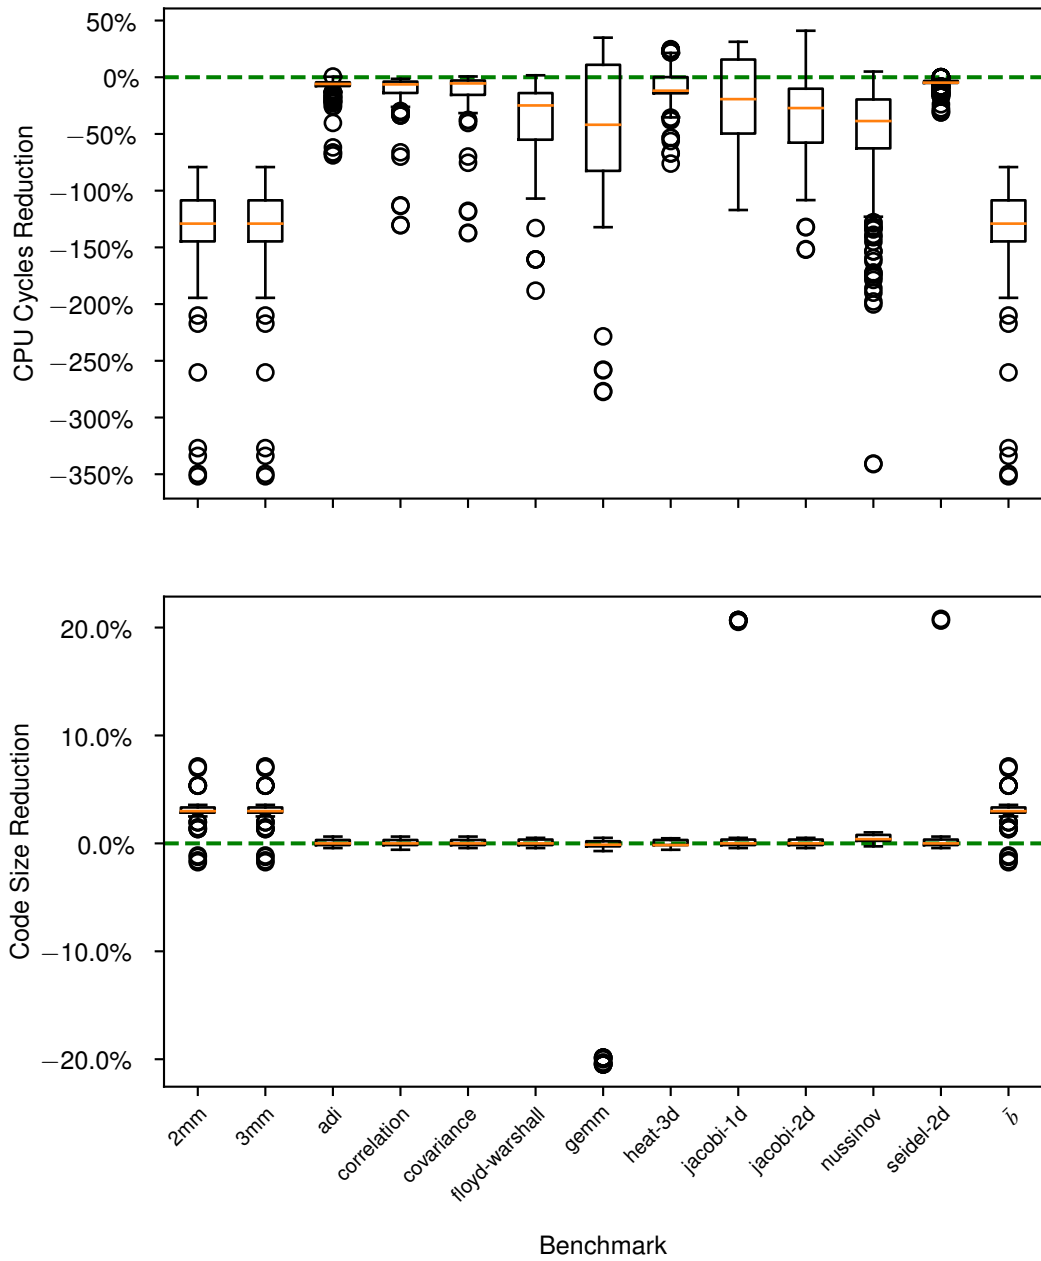 50%
0%
−50%
−100%
−150%
−200%
−250%
−300%
−350%
CPU Cycles Reduction
20.0%
10.0%
0.0%
−10.0%
−20.0%
Code Size Reduction
2mm
3mm
adi
correlation
covariance
floyd-warshall
gemm
heat-3d
jacobi-1d
jacobi-2d
nussinov
seidel-2d
b̄
Benchmark